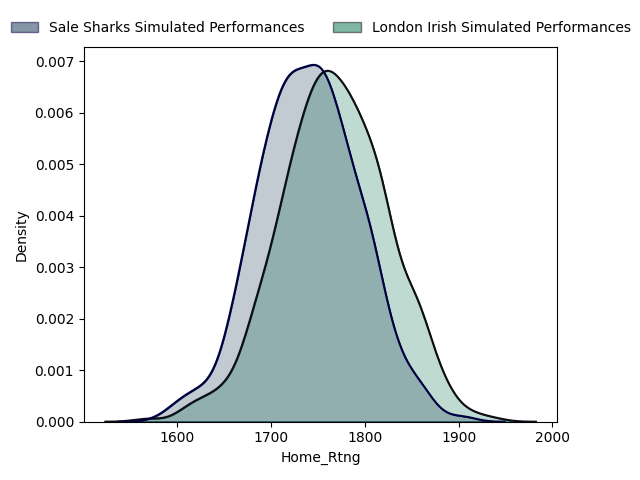 Sale Sharks Simulated Performances London Irish Simulated Performances
0.007
0.006
0.005
0.004
0.003
0.002
0.001
0.000
Density
1600 1700 1800 1900 2000
Home_Rtng